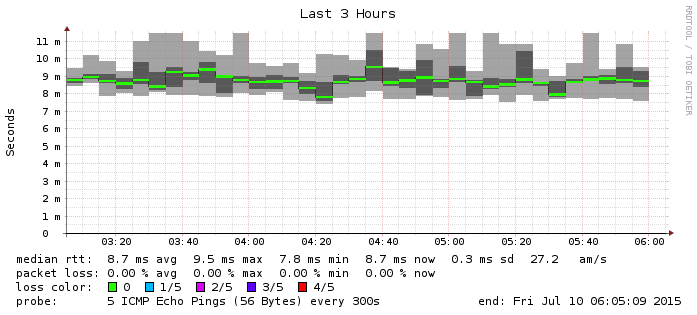 Last 3 Hours
RRDTOOL / TOBI OETIKER
Seconds
11 m
10 m
9 m
8 m
7 m
6 m
5 m
4 m
3 m
2 m
1 m
0
03:20 03:40 04:00 04:20 04:40 05:00 05:20 05:40 06:00
median rtt: 8.7 ms avg 9.5 ms max 7.8 ms min 8.7 ms now 0.3 ms sd 27.2 am/s
packet loss: 0.00 % avg 0.00 % max 0.00 % min 0.00 % now
loss color: 0 1/5 2/5 3/5 4/5
probe: 5 ICMP Echo Pings (56 Bytes) every 300s end: Fri Jul 10 06:05:09 2015